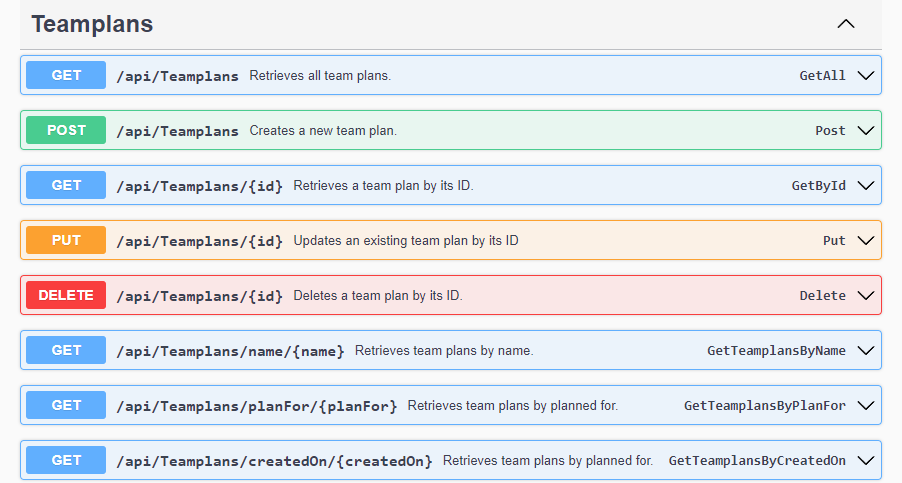 Teamplans
GET /api/Teamplans Retrieves all team plans. GetAll
POST /api/Teamplans Creates a new team plan. Post
GET /api/Teamplans/{id} Retrieves a team plan by its ID. GetById
PUT /api/Teamplans/{id} Updates an existing team plan by its ID Put
DELETE /api/Teamplans/{id} Deletes a team plan by its ID. Delete
GET /api/Teamplans/name/{name} Retrieves team plans by name. GetTeamplansByName
GET /api/Teamplans/planFor/{planFor} Retrieves team plans by planned for. GetTeamplansByPlanFor
GET /api/Teamplans/createdOn/{createdOn} Retrieves team plans by planned for. GetTeamplansByCreatedOn